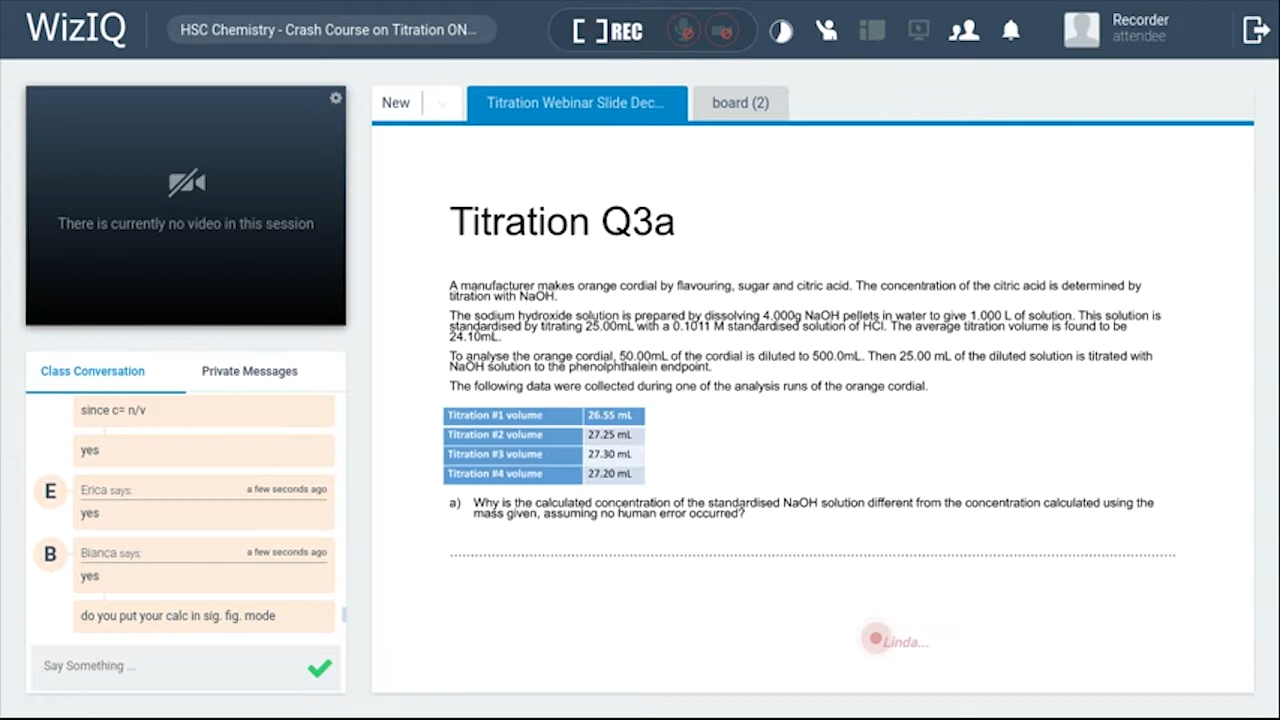 WizIQ
HSC Chemistry - Crash Course on Titration ON...
[ ]REC
Recorder
attendee
There is currently no video in this session
Class Conversation
Private Messages
since c= n/v
yes
E
Erica says:
a few seconds ago
yes
B
Bianca says:
a few seconds ago
yes
do you put your calc in sig. fig. mode
Say Something ...
New
Titration Webinar Slide Dec...
board (2)
Titration Q3a
A manufacturer makes orange cordial by flavouring, sugar and citric acid. The concentration of the citric acid is determined by
titration with NaOH.
The sodium hydroxide solution is prepared by dissolving 4.000g NaOH pellets in water to give 1.000 L of solution. This solution is
standardised by titrating 25.00mL with a 0.1011 M standardised solution of HCl. The average titration volume is found to be
24.10mL.
To analyse the orange cordial, 50.00mL of the cordial is diluted to 500.0mL. Then 25.00 mL of the diluted solution is titrated with
NaOH solution to the phenolphthalein endpoint.
The following data were collected during one of the analysis runs of the orange cordial.
Titration #1 volume 26.55 mL
Titration #2 volume 27.25 mL
Titration #3 volume 27.30 mL
Titration #4 volume 27.20 mL
a) Why is the calculated concentration of the standardised NaOH solution different from the concentration calculated using the
mass given, assuming no human error occurred?
Linda...